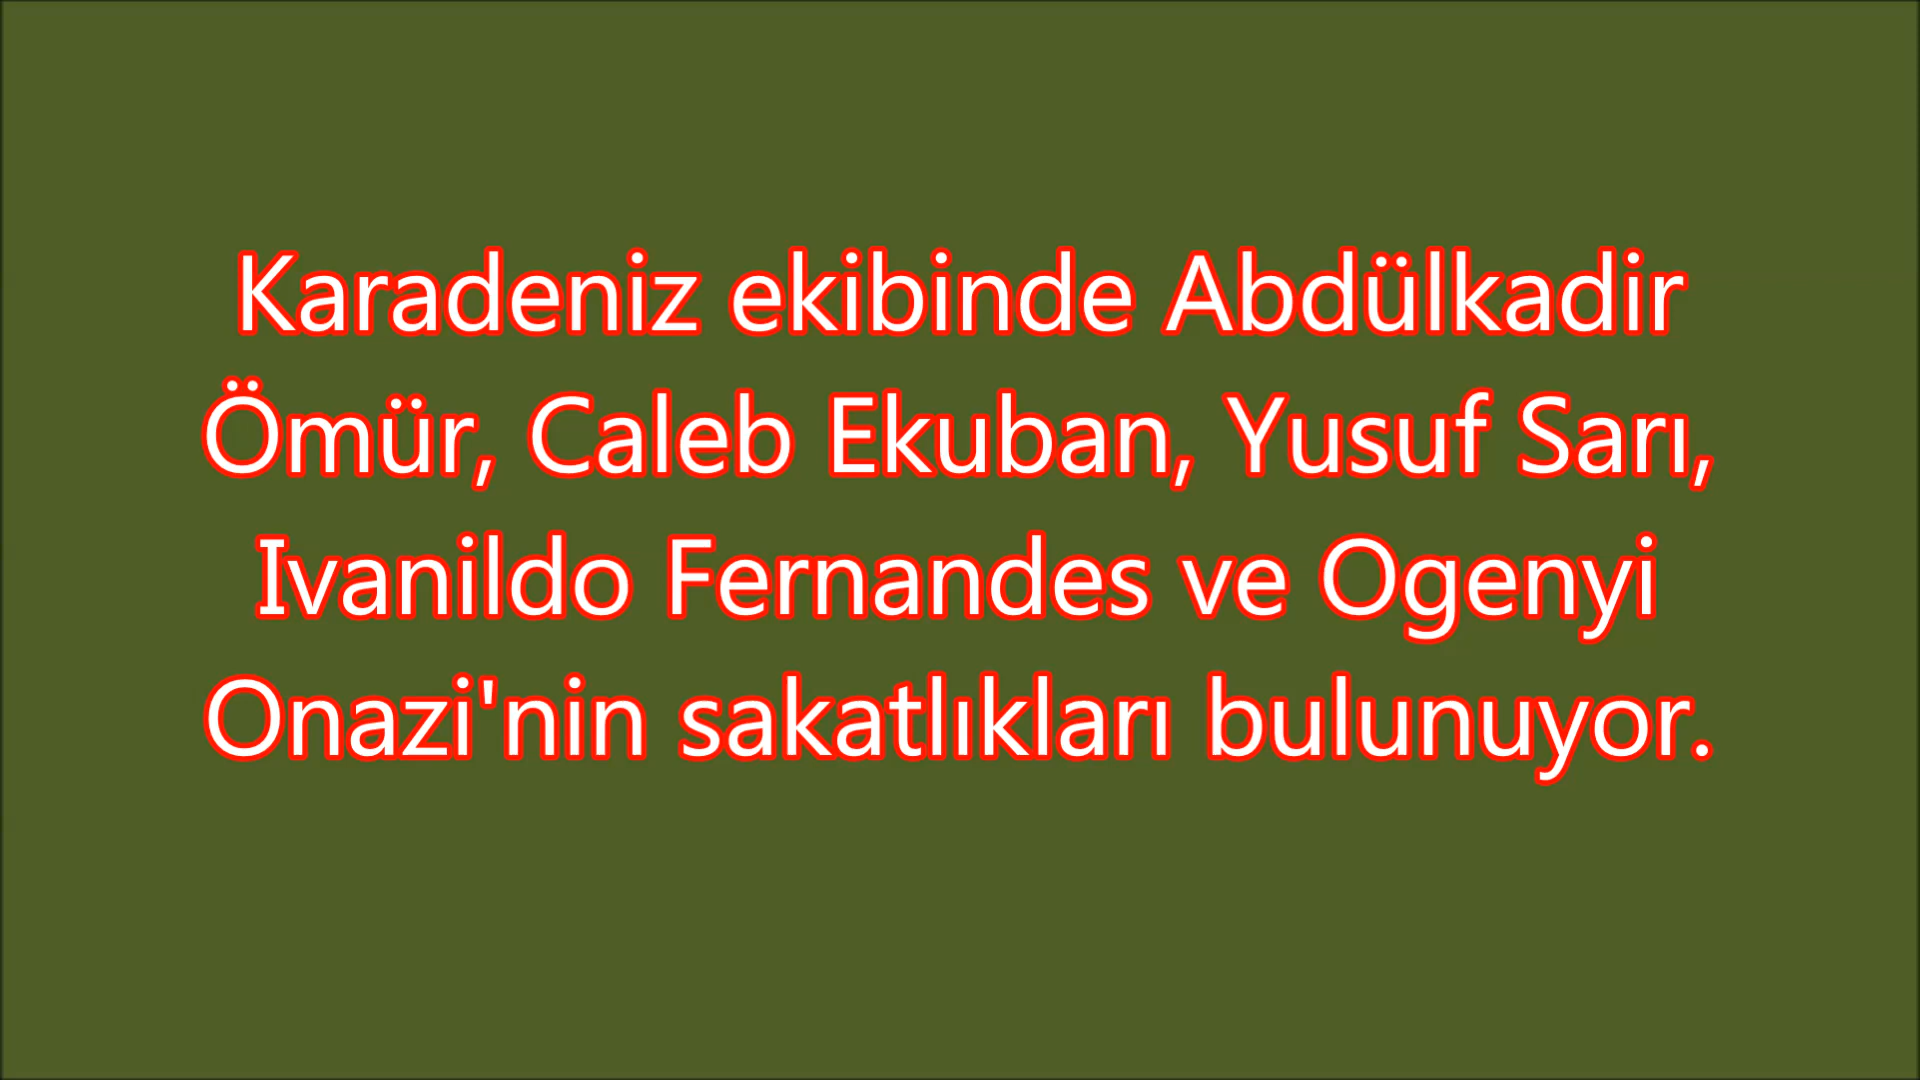 Karadeniz ekibinde Abdülkadir
Ömür, Caleb Ekuban, Yusuf Sarı,
Ivanildo Fernandes ve Ogenyi
Onazi'nin sakatlıkları bulunuyor.